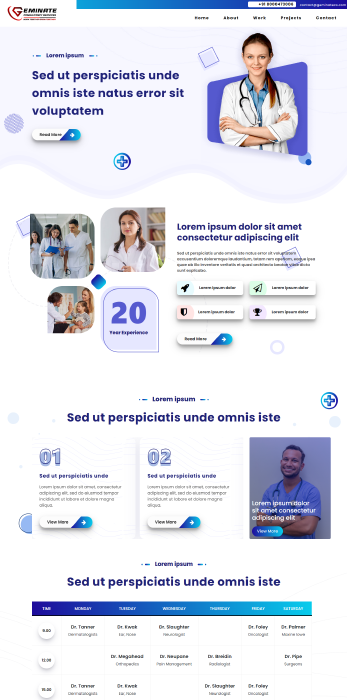 +91 8000473006
GEMINATE
CONSULTANCY SERVICES
Home About Work Projects Contact
Lorem ipsum
Sed ut perspiciatis unde
omnis iste natus error sit
voluptatem
Read More
Lorem ipsum dolor sit amet
consectetur adipiscing elit
Sed ut perspiciatis unde omnis iste natus error sit voluptatem
accusantium doloremque laudantium, totam rem aperiam, eaque ipsa
quae ab illo inventore veritatis et quasi architecto beatae vitae dicta
sunt explicabo.
Lorem ipsum dolor
Lorem ipsum dolor
Lorem ipsum dolor
Lorem ipsum dolor
20
Year Experience
Read More
Lorem ipsum
Sed ut perspiciatis unde omnis iste
01
Sed ut perspiciatis unde
Lorem ipsum dolor sit amet, consectetur
adipiscing elit, sed do eiusmod tempor
incididunt ut labore et dolore magna
aliqua.
View More
02
Sed ut perspiciatis unde
Lorem ipsum dolor sit amet, consectetur
adipiscing elit, sed do eiusmod tempor
incididunt ut labore et dolore magna
aliqua.
View More
Lorem ipsumdolor
sit amet consectetur
adipiscing elit
View More
Lorem ipsum
Sed ut perspiciatis unde omnis iste
TIME MONDAY TUESDAY WEDNESDAY THURSDAY FRIDAY SATURDAY
9.00 Dr. Tanner Dr. Kwok Dr. Slaughter Dr. Foley Dr. Palmer
Dermatologists Ear, Nose Neurologist Oncologist
12.00 Dr. Megahead Dr. Neupane Dr. Breidin Dr. Pipe
Orthopedics Pain Management Radiologist Surgeons
Dr. Tanner Dr. Kwok Dr. Slaughter Dr. Foley
Dermatologists Ear, Nose Neurologist Oncologist